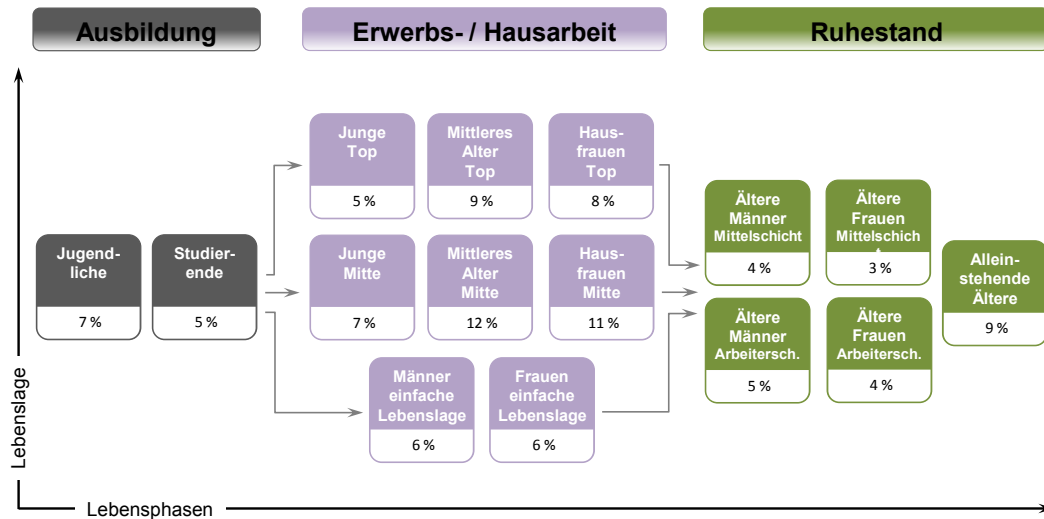 Ausbildung
Erwerbs- / Hausarbeit
Ruhestand
Lebenslage
Jugend-
liche
7 %
Studier-
ende
5 %
Junge
Top
5 %
Mittleres
Alter
Top
9 %
Haus-
frauen
Top
8 %
Junge
Mitte
7 %
Mittleres
Alter
Mitte
12 %
Haus-
frauen
Mitte
11 %
Männer
einfache
Lebenslage
6 %
Frauen
einfache
Lebenslage
6 %
Ältere
Männer
Mittelschicht
4 %
Ältere
Frauen
Mittelschich
3 %
Ältere
Männer
Arbeitersch.
5 %
Ältere
Frauen
Arbeitersch.
4 %
Allein-
stehende
Ältere
9 %
Lebensphasen